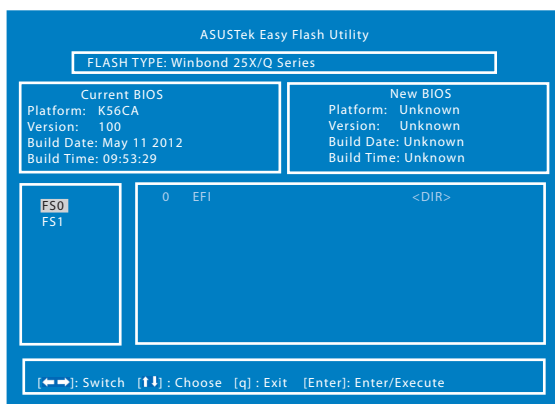 ASUSTek Easy Flash Utility
FLASH TYPE: Winbond 25X/Q Series
Current BIOS
Platform: K56CA
Version: 100
Build Date: May 11 2012
Build Time: 09:53:29
New BIOS
Platform: Unknown
Version: Unknown
Build Date: Unknown
Build Time: Unknown
FS0
FS1
0 EFI <DIR>
[←→]: Switch [↑↓] : Choose [q] : Exit [Enter]: Enter/Execute